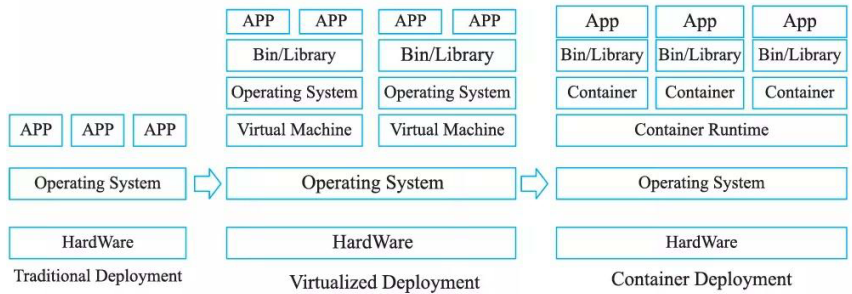 APP APP APP
Operating System
HardWare
Traditional Deployment
APP APP APP APP
Bin/Library Bin/Library
Operating System Operating System
Virtual Machine Virtual Machine
Operating System
HardWare
Virtualized Deployment
App App App
Bin/Library Bin/Library Bin/Library
Container Container Container
Container Runtime
Operating System
HardWare
Container Deployment